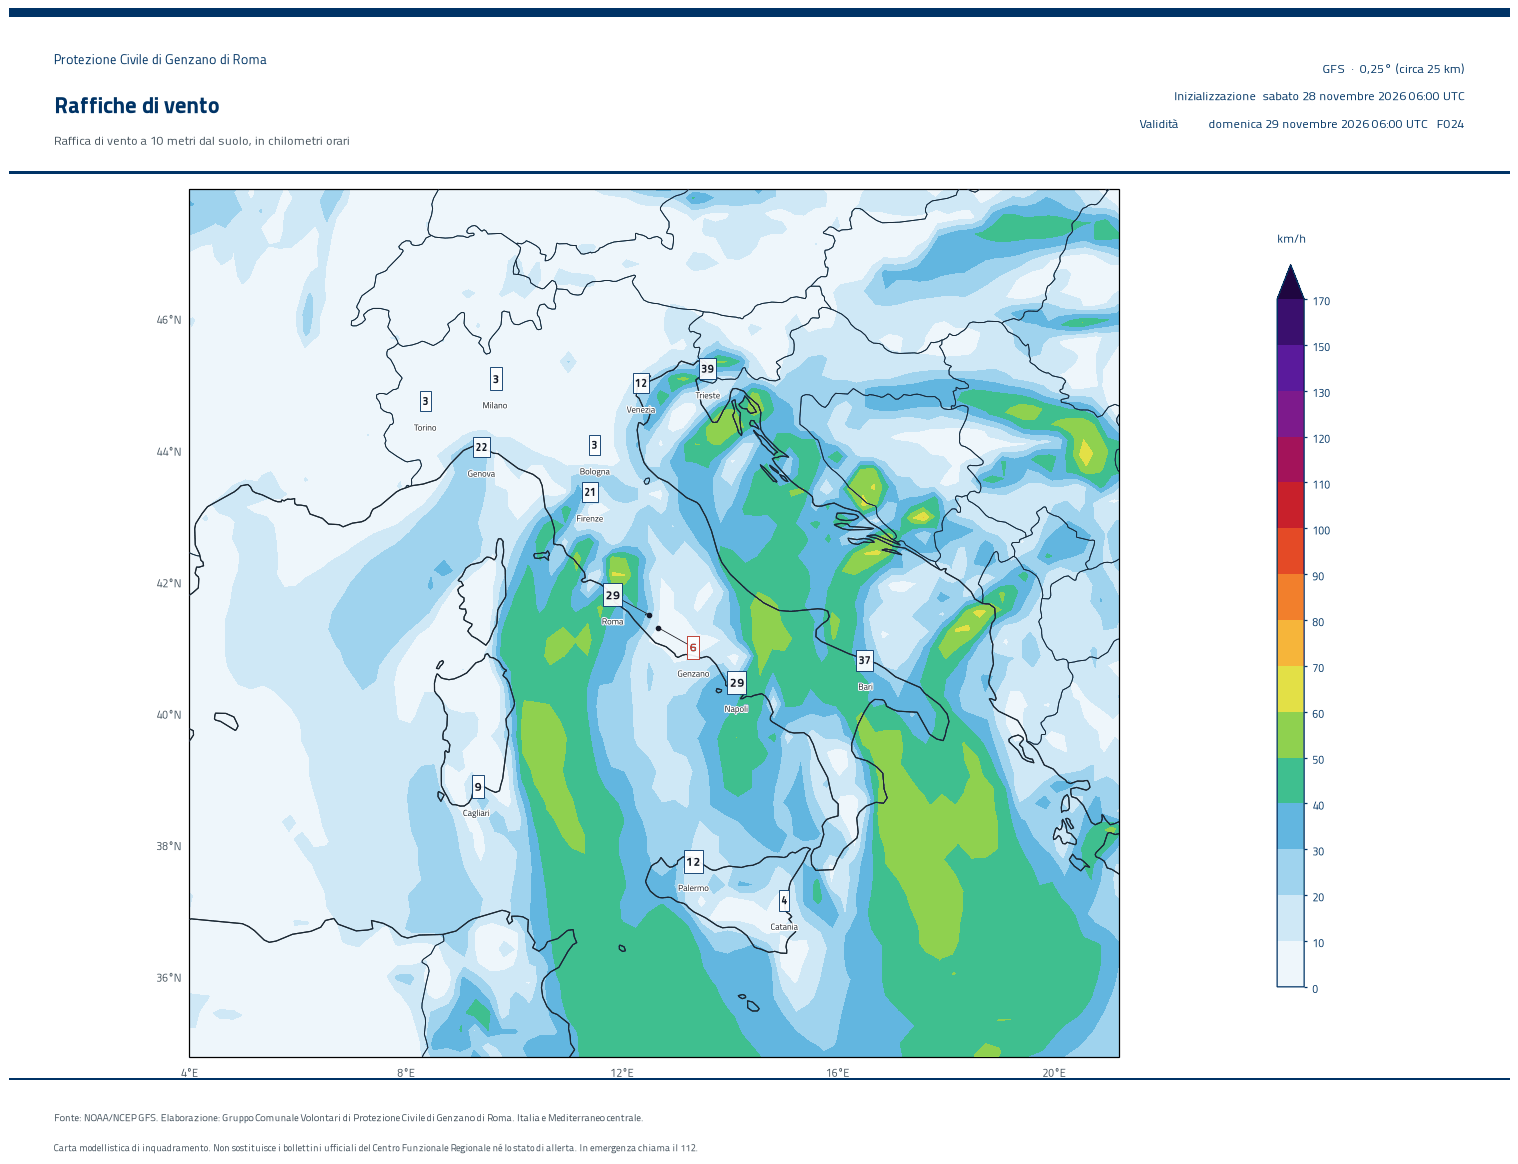 Protezione Civile di Genzano di Roma
Raffiche di vento
Raffica di vento a 10 metri dal suolo, in chilometri orari
GFS · 0,25° (circa 25 km)
Inizializzazione sabato 28 novembre 2026 06:00 UTC
Validità domenica 29 novembre 2026 06:00 UTC F024
km/h
170
150
130
120
110
100
90
80
70
60
50
40
30
20
10
0
46°N
44°N
42°N
40°N
38°N
36°N
4°E
8°E
12°E
16°E
20°E
39
Trieste
12
Venezia
3
Milano
3
Torino
22
Genova
3
Bologna
21
Firenze
29
Roma
6
Genzano
29
Napoli
37
Bari
9
Cagliari
12
Palermo
4
Catania
Fonte: NOAA/NCEP GFS. Elaborazione: Gruppo Comunale Volontari di Protezione Civile di Genzano di Roma. Italia e Mediterraneo centrale.
Carta modellistica di inquadramento. Non sostituisce i bollettini ufficiali del Centro Funzionale Regionale né lo stato di allerta. In emergenza chiama il 112.